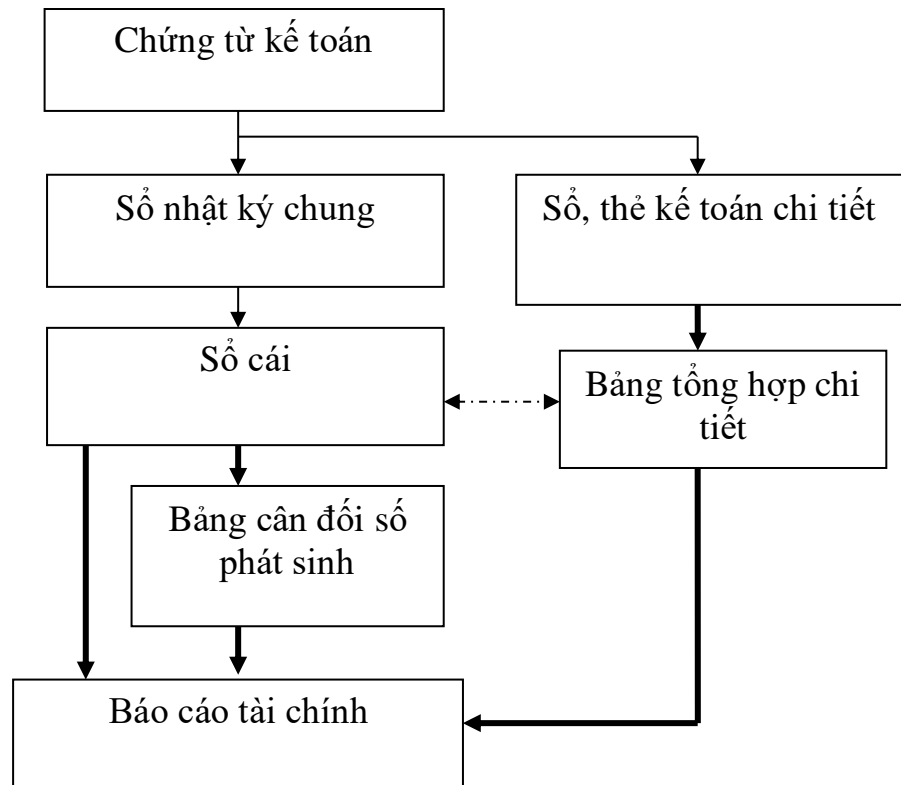 Chứng từ kế toán
Sổ nhật ký chung
Sổ, thẻ kế toán chi tiết
Sổ cái
Bảng tổng hợp chi
tiết
Bảng cân đối số
phát sinh
Báo cáo tài chính